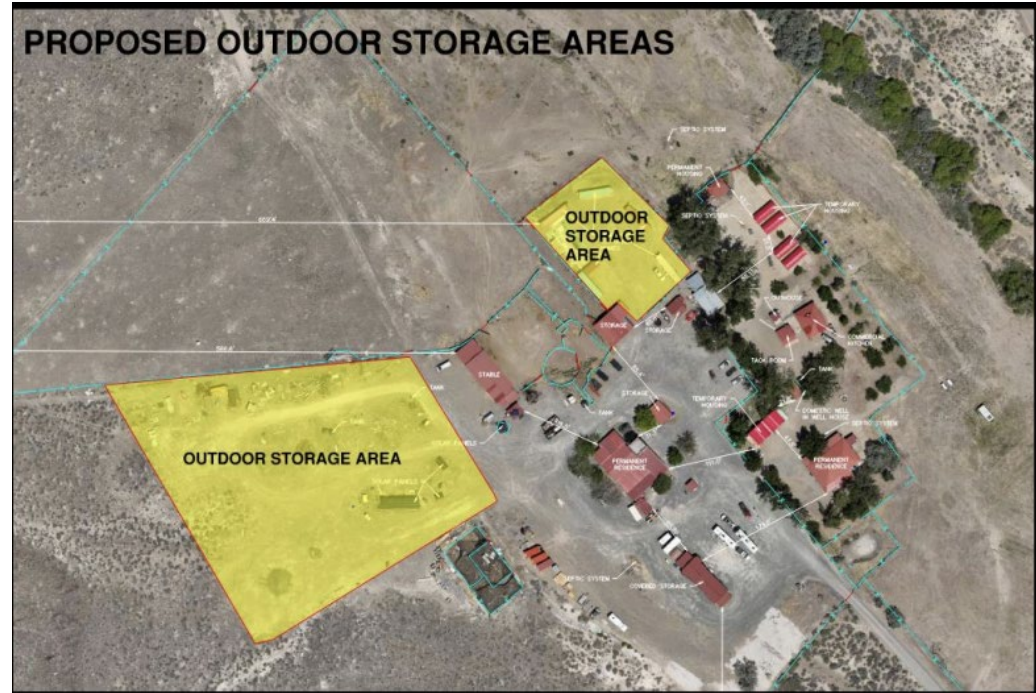 PROPOSED OUTDOOR STORAGE AREAS
SEPTIC SYSTEM
PERMANENT
HOUSING
TEMPORARY
HOUSING
SEPTIC SYSTEM
OUTDOOR
STORAGE
AREA
OUTHOUSE
STORAGE
STORAGE
COMMERCIAL
KITCHEN
TACK ROOM
STABLE
TANK
TANK
STORAGE
TANK
TEMPORARY
HOUSING
DOMESTIC WELL
IN WELL HOUSE
SEPTIC SYSTEM
TANK
SOLAR PANELS
OUTDOOR STORAGE AREA
PERMANENT
RESIDENCE
PERMANENT
RESIDENCE
SOLAR PANELS
SEPTIC SYSTEM
COVERED STORAGE